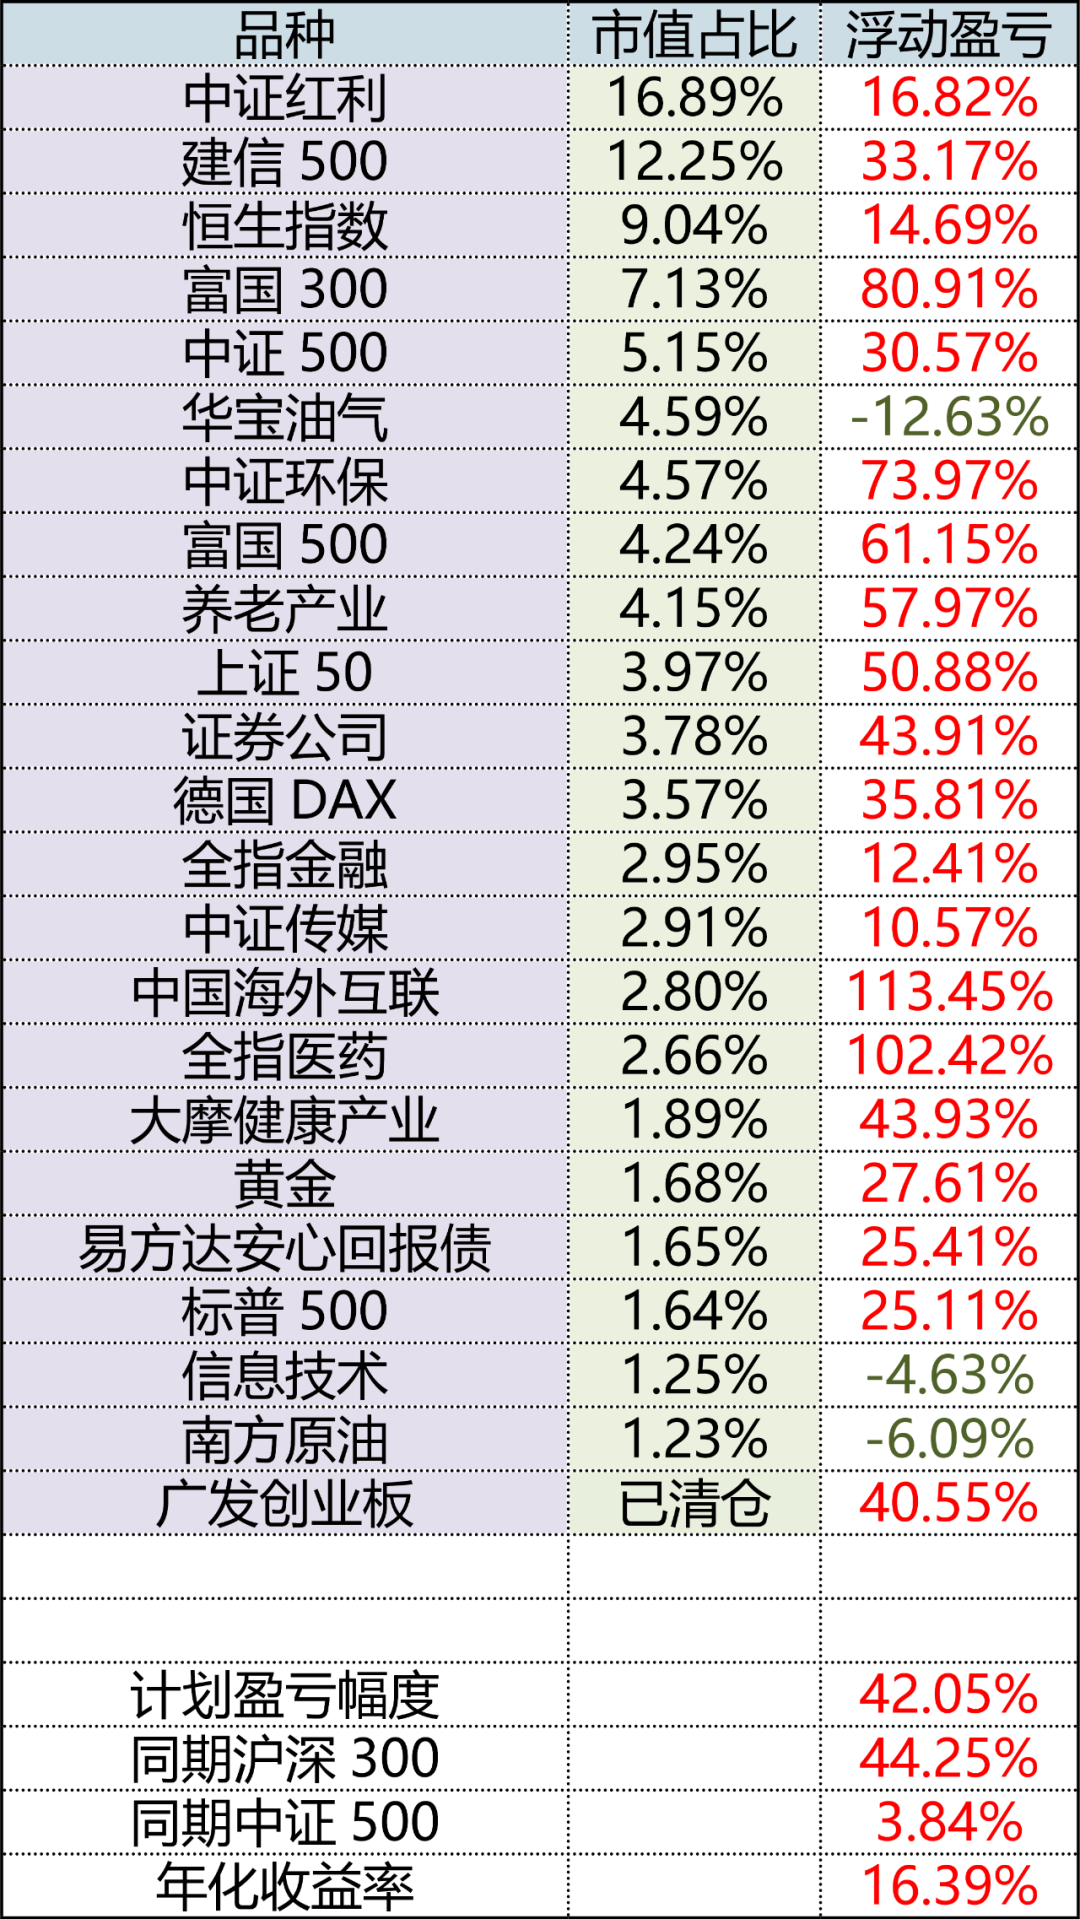 品种 市值占比 浮动盈亏
中证红利 16.89% 16.82%
建信 500 12.25% 33.17%
恒生指数 9.04% 14.69%
富国 300 7.13% 80.91%
中证 500 5.15% 30.57%
华宝油气 4.59% -12.63%
中证环保 4.57% 73.97%
富国 500 4.24% 61.15%
养老产业 4.15% 57.97%
上证 50 3.97% 50.88%
证券公司 3.78% 43.91%
德国 DAX 3.57% 35.81%
全指金融 2.95% 12.41%
中证传媒 2.91% 10.57%
中国海外互联 2.80% 113.45%
全指医药 2.66% 102.42%
大摩健康产业 1.89% 43.93%
黄金 1.68% 27.61%
易方达安心回报债 1.65% 25.41%
标普 500 1.64% 25.11%
信息技术 1.25% -4.63%
南方原油 1.23% -6.09%
广发创业板 已清仓 40.55%
计划盈亏幅度 42.05%
同期沪深 300 44.25%
同期中证 500 3.84%
年化收益率 16.39%